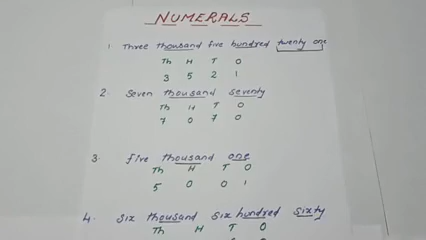 NUMERALS
1 Three thousand five hundred twenty one
Th H T O
3 5 2 1
2. Seven thousand seventy
Th H T O
7 0 7 0
3. Five thousand one
Th H T O
5 0 0 1
4. Six thousand six hundred sixty
Th H T O